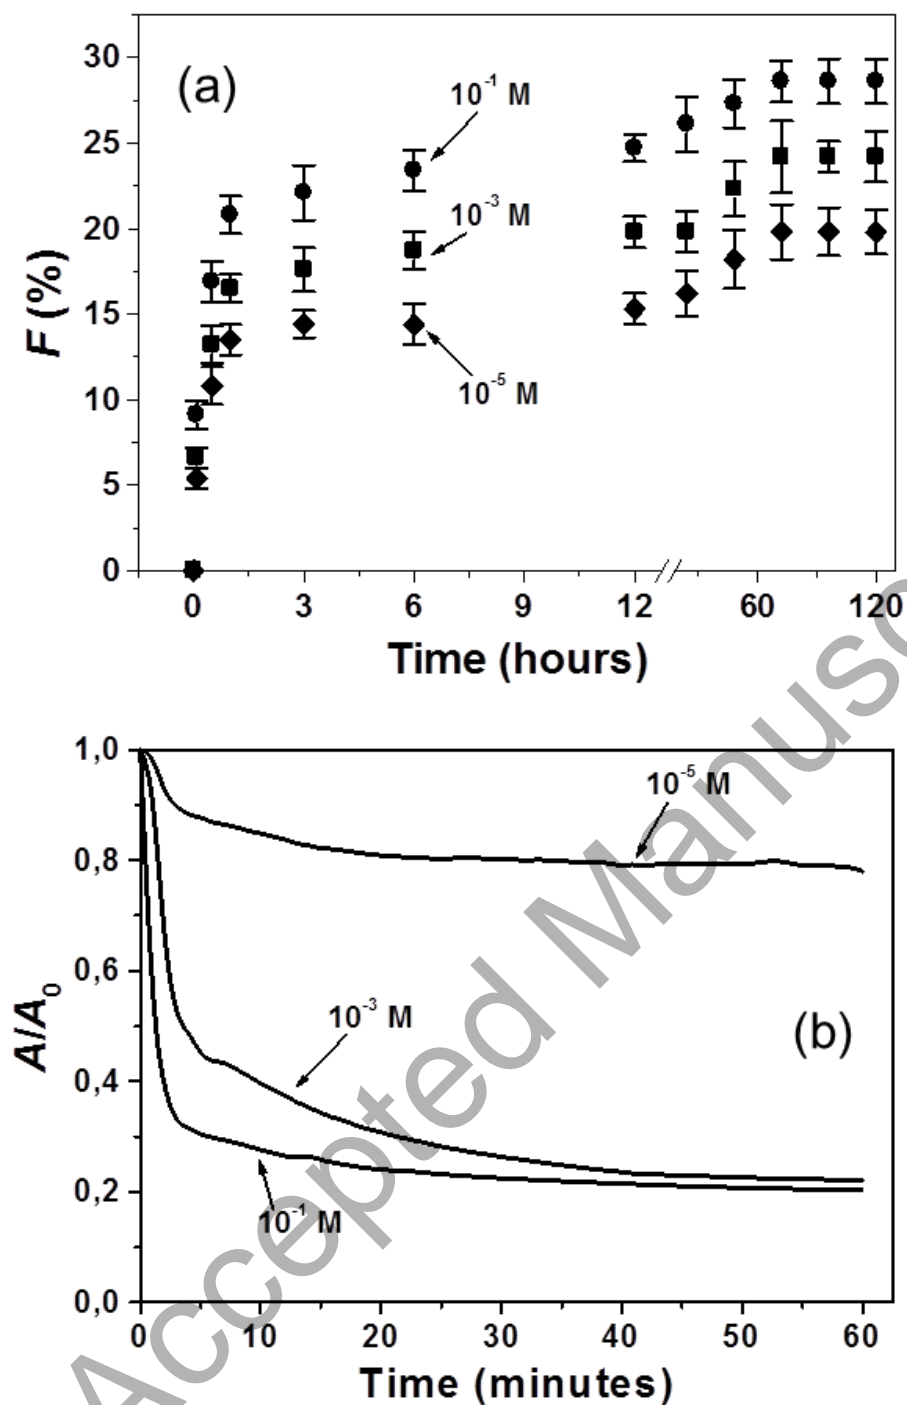 30
(a)
10⁻¹ M
25
10⁻³ M
20
F (%)
15
10⁻⁵ M
10
5
0
0 3 6 9 12 60 120
Time (hours)
1,0
10⁻⁵ M
0,8
0,6
A/A₀
10⁻³ M
(b)
0,4
0,2
10⁻¹ M
0,0
0 10 20 30 40 50 60
Time (minutes)
Accepted Manusc